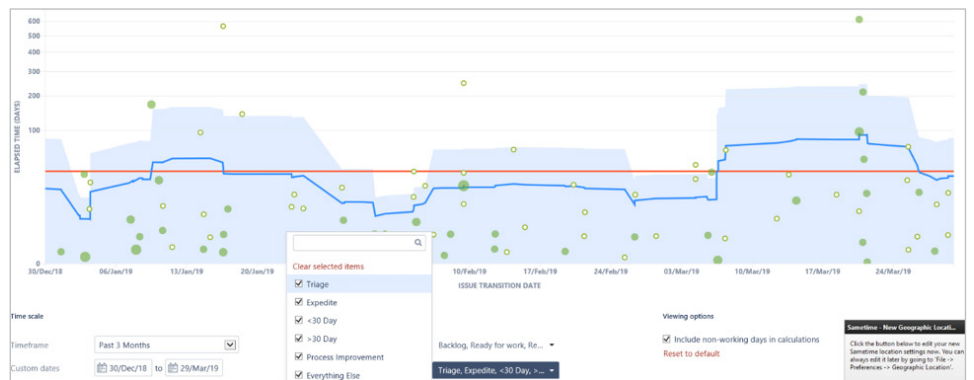 600
500
400
300
200
100
0
ELAPSED TIME (DAYS)
30/Dec/18 06/Jan/19 13/Jan/19 20/Jan/19 10/Feb/19 17/Feb/19 24/Feb/19 03/Mar/19 10/Mar/19 17/Mar/19 24/Mar/19
ISSUE TRANSITION DATE
Clear selected items
Triage
Expedite
<30 Day
>30 Day
Process Improvement
Everything Else
Time scale
Timeframe Past 3 Months
Custom dates 30/Dec/18 to 29/Mar/19
Backlog, Ready for work, Re...
Triage, Expedite, <30 Day, >...
Viewing options
Include non-working days in calculations
Reset to default
Sametime - New Geographic Locati...
Click the button below to edit your new
Sametime location settings now. You can
always edit it later by going to 'File ->
Preferences -> Geographic Location'.